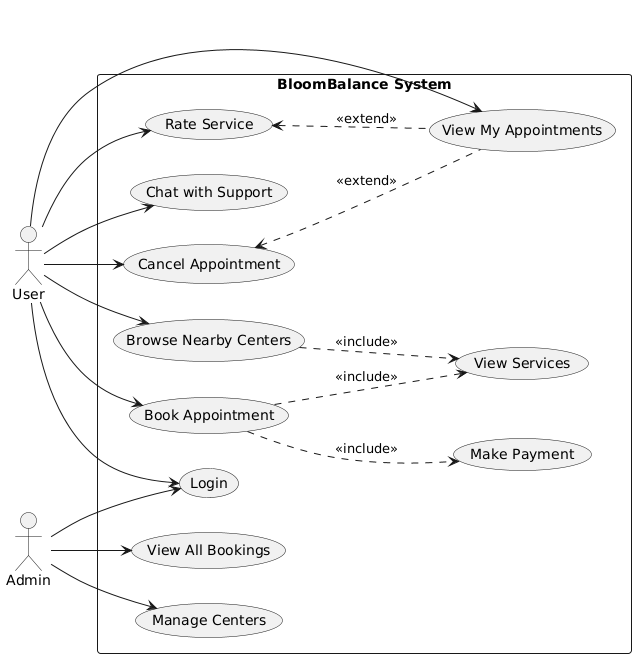 BloomBalance System
Rate Service
«extend»
View My Appointments
Chat with Support
«extend»
Cancel Appointment
User
Browse Nearby Centers
«include»
View Services
«include»
Book Appointment
«include»
Make Payment
Login
View All Bookings
Admin
Manage Centers